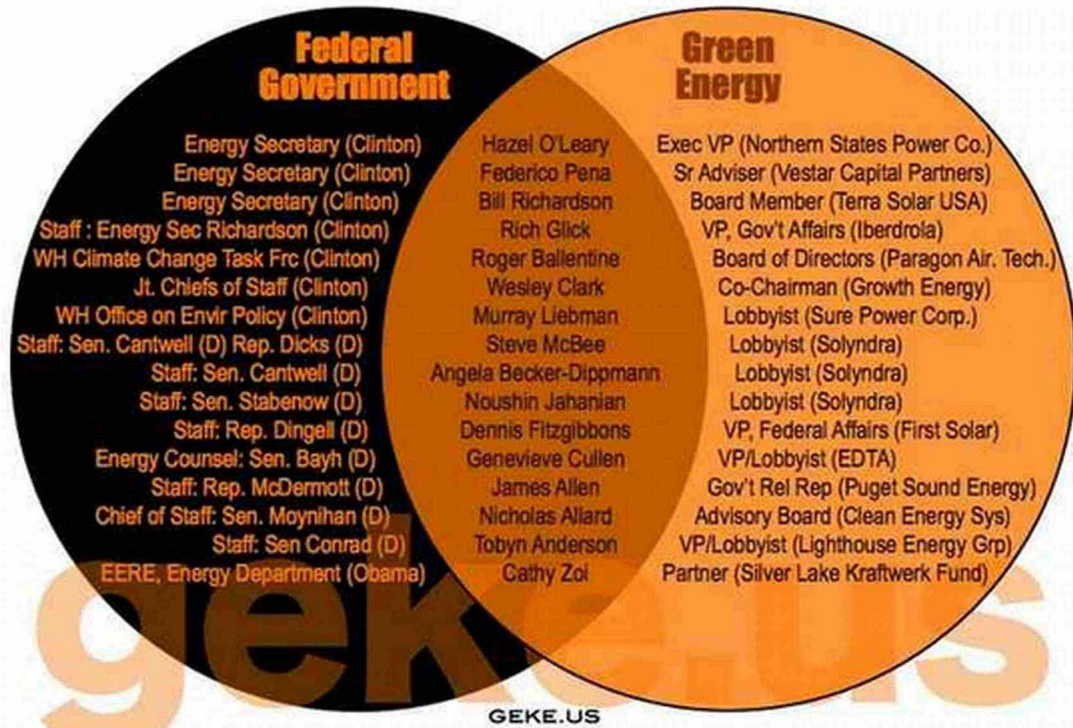 Federal
Government
Green
Energy
Energy Secretary (Clinton) Hazel O'Leary Exec VP (Northern States Power Co.)
Energy Secretary (Clinton) Federico Pena Sr Adviser (Vestar Capital Partners)
Energy Secretary (Clinton) Bill Richardson Board Member (Terra Solar USA)
Staff : Energy Sec Richardson (Clinton) Rich Glick VP, Gov't Affairs (Iberdrola)
WH Climate Change Task Frc (Clinton) Roger Ballentine Board of Directors (Paragon Air. Tech.)
Jt. Chiefs of Staff (Clinton) Wesley Clark Co-Chairman (Growth Energy)
WH Office on Envir Policy (Clinton) Murray Liebman Lobbyist (Sure Power Corp.)
Staff: Sen. Cantwell (D) Rep. Dicks (D) Steve McBee Lobbyist (Solyndra)
Staff: Sen. Cantwell (D) Angela Becker-Dippmann Lobbyist (Solyndra)
Staff: Sen. Stabenow (D) Noushin Jahanian Lobbyist (Solyndra)
Staff: Rep. Dingell (D) Dennis Fitzgibbons VP, Federal Affairs (First Solar)
Energy Counsel: Sen. Bayh (D) Genevieve Cullen VP/Lobbyist (EDTA)
Staff: Rep. McDermott (D) James Allen Gov't Rel Rep (Puget Sound Energy)
Chief of Staff: Sen. Moynihan (D) Nicholas Allard Advisory Board (Clean Energy Sys)
Staff: Sen Conrad (D) Tobyn Anderson VP/Lobbyist (Lighthouse Energy Grp)
EERE, Energy Department (Obama) Cathy Zoi Partner (Silver Lake Kraftwerk Fund)
geke.us
GEKE.US